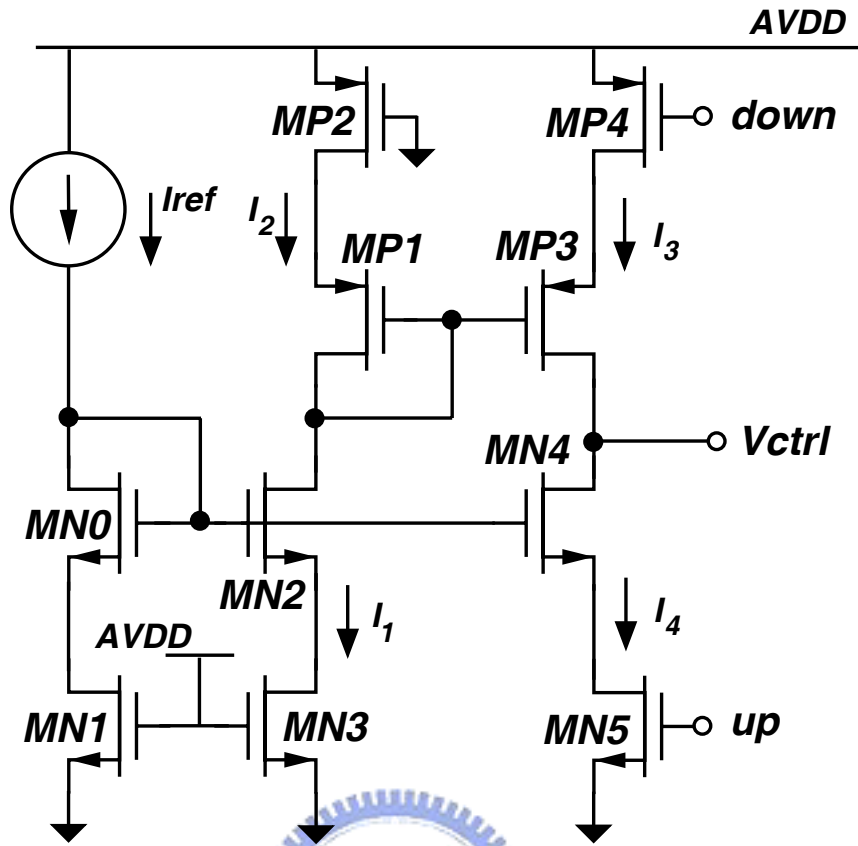 AVDD
MP2
MP4
down
Iref
I2
MP1
MP3
I3
MN4
Vctrl
MN0
MN2
I1
I4
AVDD
MN1
MN3
MN5
up